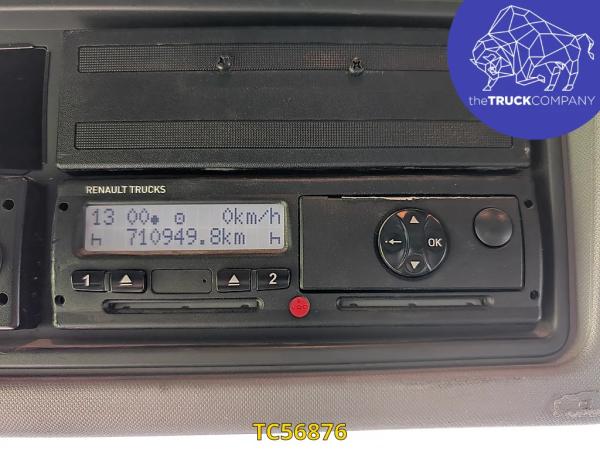 theTRUCKCOMPANY
RENAULT TRUCKS
13 00 0km/h
710949.8km
1 2
OK
TC56876